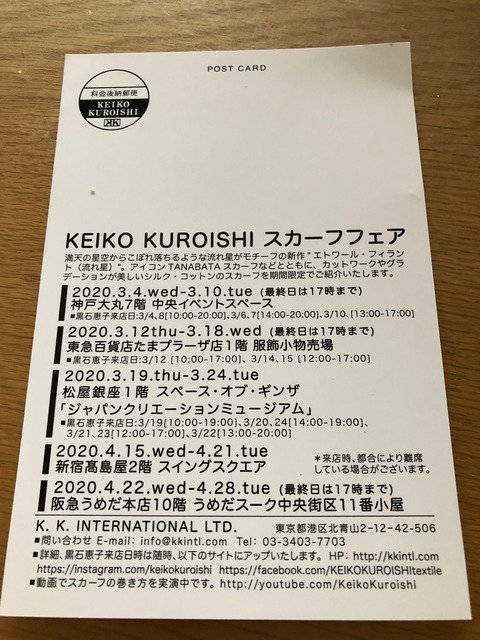 POST CARD
料金後納郵便
KEIKO
KUROISHI
KK
KEIKO KUROISHI スカーフフェア
満天の星空からこぼれ落ちるような流れ星がモチーフの新作"エトワール・フィラン
ト（流れ星）"。アイコンTANABATAスカーフなどとともに、カットワークやグラ
デーションが美しいシルク・コットンのスカーフを期間限定でご紹介いたします。
2020.3.4.wed-3.10.tue (最終日は17時まで)
神戸大丸7階 中央イベントスペース
■黒石恵子来店日:3/4、8[10:00-20:00]、3/6、7[14:00-20:00]、3/10、[13:00-17:00]
2020.3.12thu-3.18.wed (最終日は17時まで)
東急百貨店たまプラーザ店1階 服飾小物売場
■黒石恵子来店日:3/12 [10:00-17:00]、3/14、15 [12:00-17:00]
2020.3.19.thu-3.24.tue
松屋銀座1階 スペース・オブ・ギンザ
「ジャパンクリエーションミュージアム」
■黒石恵子来店日:3/19[10:00-19:00]、3/20、24[14:00-19:00]、
3/21、23[12:00-17:00]、3/22[13:00-20:00]
2020.4.15.wed-4.21.tue
新宿髙島屋2階 スイングスクエア
＊来店時、都合により離席
している場合がございます。
2020.4.22.wed-4.28.tue (最終日は17時まで)
阪急うめだ本店10階 うめだスーク中央街区11番小屋
K. K. INTERNATIONAL LTD. 東京都港区北青山2-12-42-506
■問い合わせ E-mail: info@kkintl.com Tel: 03-3403-7703
■詳細、黒石恵子来店日時は随時、以下のサイトにアップいたします。HP: http://kkintl.com
https://instagram.com/keikokuroishi https://facebook.com/KEIKOKUROISHItextile
■動画でスカーフの巻き方を実演中です。http://youtube.com/KeikoKuroishi